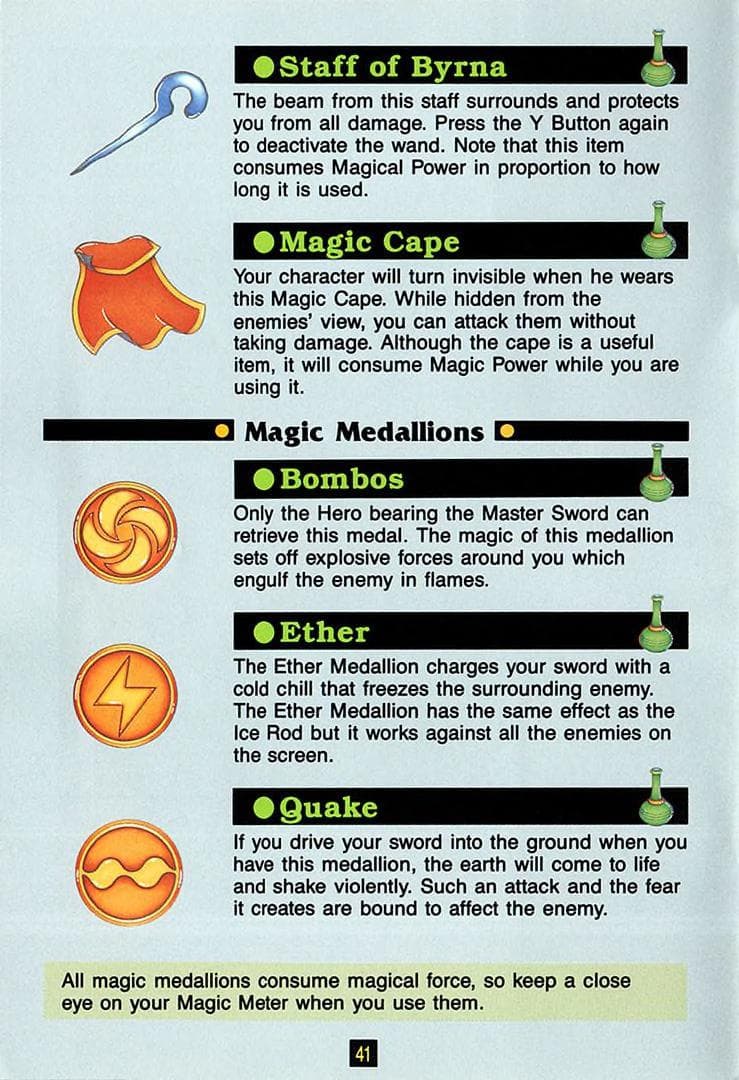 Staff of Byrna
The beam from this staff surrounds and protects
you from all damage. Press the Y Button again
to deactivate the wand. Note that this item
consumes Magical Power in proportion to how
long it is used.
Magic Cape
Your character will turn invisible when he wears
this Magic Cape. While hidden from the
enemies' view, you can attack them without
taking damage. Although the cape is a useful
item, it will consume Magic Power while you are
using it.
Magic Medallions
Bombos
Only the Hero bearing the Master Sword can
retrieve this medal. The magic of this medallion
sets off explosive forces around you which
engulf the enemy in flames.
Ether
The Ether Medallion charges your sword with a
cold chill that freezes the surrounding enemy.
The Ether Medallion has the same effect as the
Ice Rod but it works against all the enemies on
the screen.
Quake
If you drive your sword into the ground when you
have this medallion, the earth will come to life
and shake violently. Such an attack and the fear
it creates are bound to affect the enemy.
All magic medallions consume magical force, so keep a close
eye on your Magic Meter when you use them.
41